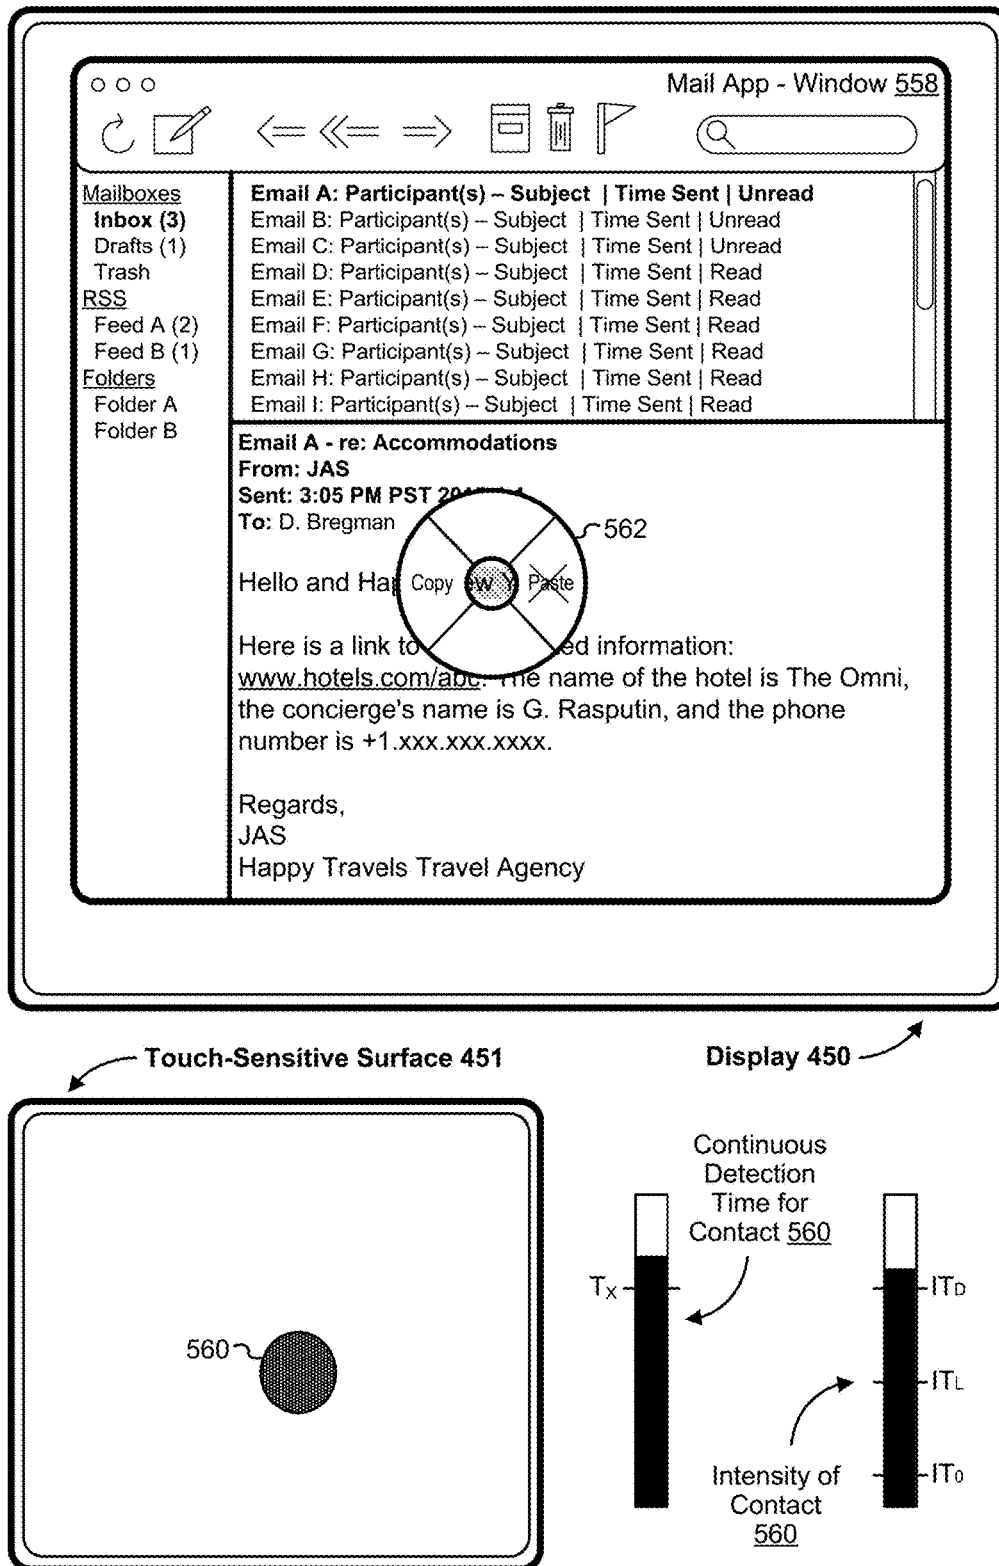 Mail App - Window 558
Mailboxes
Inbox (3)
Drafts (1)
Trash
RSS
Feed A (2)
Feed B (1)
Folders
Folder A
Folder B
Email A: Participant(s) – Subject | Time Sent | Unread
Email B: Participant(s) – Subject | Time Sent | Unread
Email C: Participant(s) – Subject | Time Sent | Unread
Email D: Participant(s) – Subject | Time Sent | Read
Email E: Participant(s) – Subject | Time Sent | Read
Email F: Participant(s) – Subject | Time Sent | Read
Email G: Participant(s) – Subject | Time Sent | Read
Email H: Participant(s) – Subject | Time Sent | Read
Email I: Participant(s) – Subject | Time Sent | Read
Email A - re: Accommodations
From: JAS
Sent: 3:05 PM PST
To: D. Bregman
562
Hello and
Copy
Paste
Here is a link to information:
www.hotels.com/abc. The name of the hotel is The Omni,
the concierge's name is G. Rasputin, and the phone
number is +1.xxx.xxx.xxxx.
Regards,
JAS
Happy Travels Travel Agency
Touch-Sensitive Surface 451
Display 450
560
Continuous
Detection
Time for
Contact 560
TX
ITD
ITL
IT0
Intensity of
Contact
560